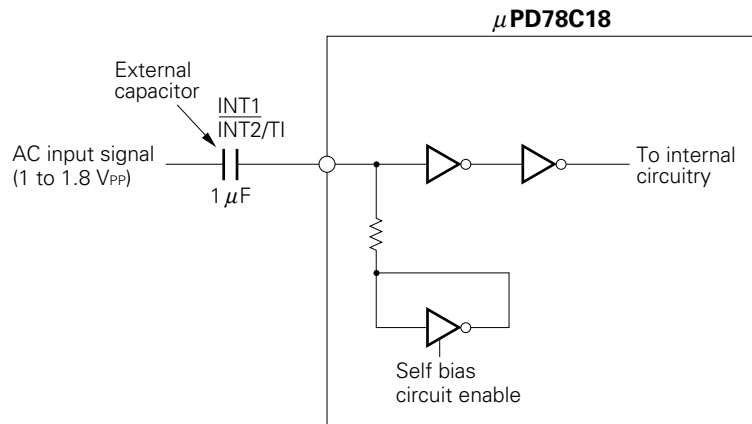 μPD78C18
External
capacitor
INT1
INT2/TI
AC input signal
(1 to 1.8 VPP)
1 μF
To internal
circuitry
Self bias
circuit enable